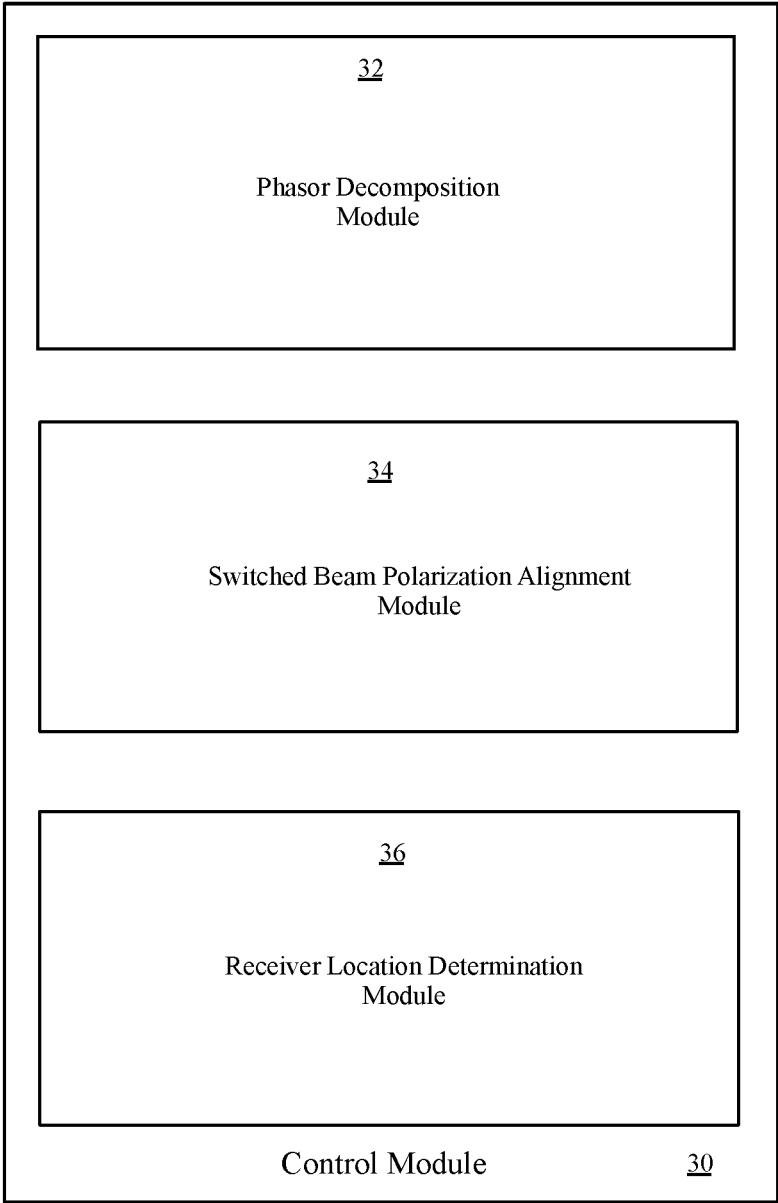 32
Phasor Decomposition
Module
34
Switched Beam Polarization Alignment
Module
36
Receiver Location Determination
Module
Control Module 30